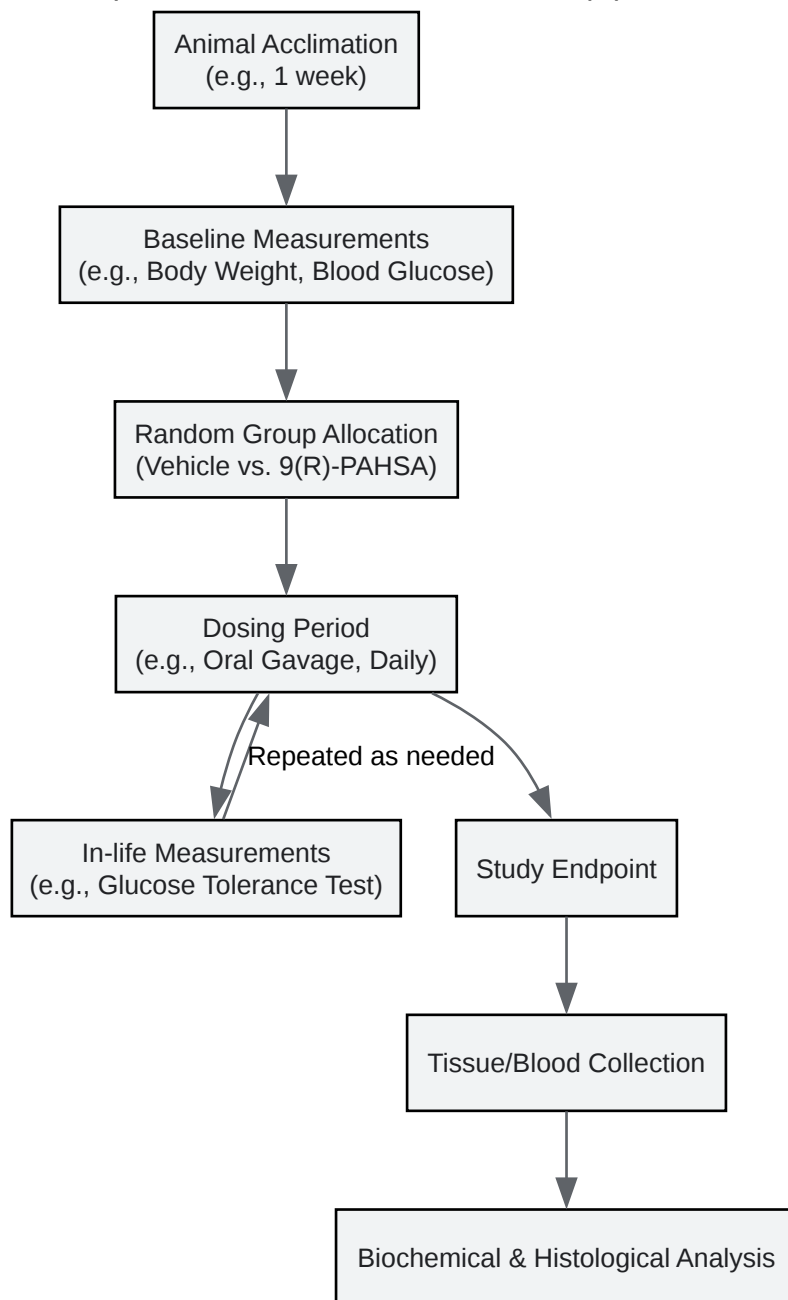 Animal Acclimation
(e.g., 1 week)
Baseline Measurements
(e.g., Body Weight, Blood Glucose)
Random Group Allocation
(Vehicle vs. 9(R)-PAHSA)
Dosing Period
(e.g., Oral Gavage, Daily)
Repeated as needed
In-life Measurements
(e.g., Glucose Tolerance Test)
Study Endpoint
Tissue/Blood Collection
Biochemical & Histological Analysis